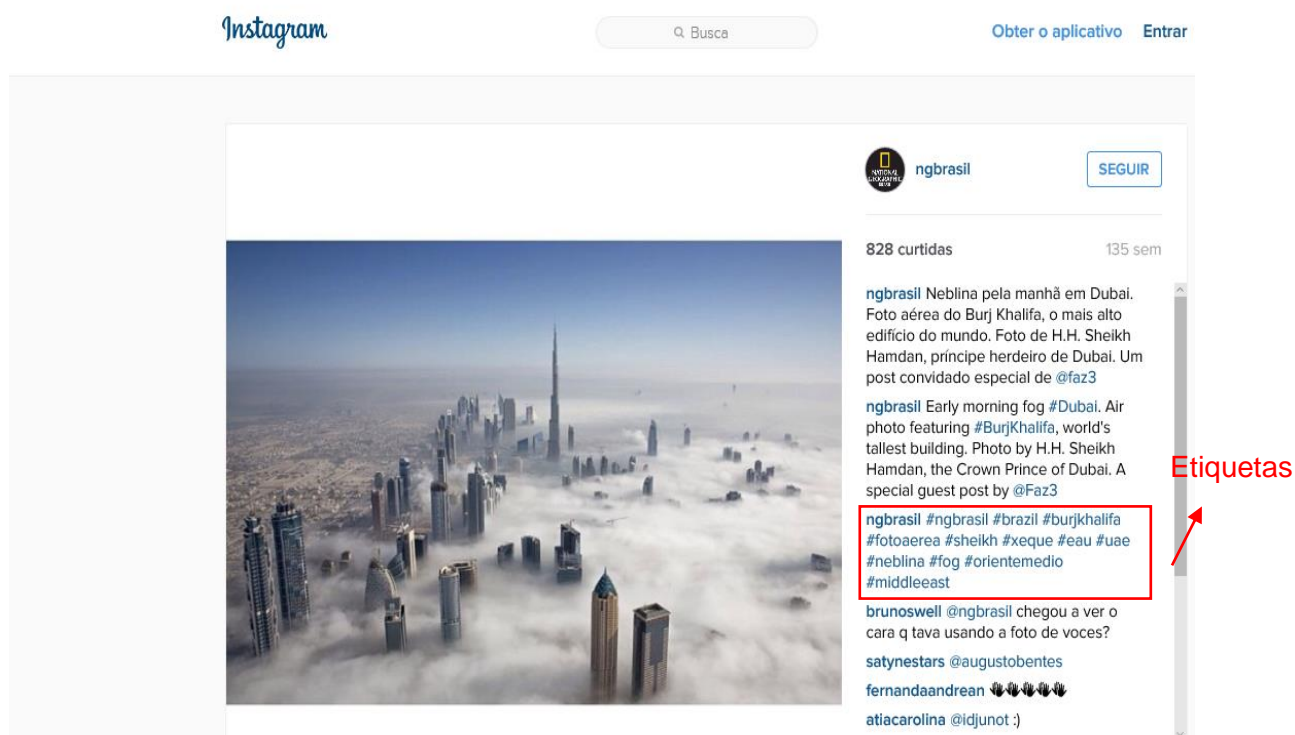 Instagram
Busca
Obter o aplicativo
Entrar
NATIONAL
GEOGRAPHIC
ngbrasil
SEGUIR
828 curtidas
135 sem
ngbrasil Neblina pela manhã em Dubai.
Foto aérea do Burj Khalifa, o mais alto
edifício do mundo. Foto de H.H. Sheikh
Hamdan, príncipe herdeiro de Dubai. Um
post convidado especial de @faz3
ngbrasil Early morning fog #Dubai. Air
photo featuring #BurjKhalifa, world's
tallest building. Photo by H.H. Sheikh
Hamdan, the Crown Prince of Dubai. A
special guest post by @Faz3
Etiquetas
ngbrasil #ngbrasil #brazil #burjkhalifa
#fotoaerea #sheikh #xeque #eau #uae
#neblina #fog #orientemedio
#middleeast
brunoswell @ngbrasil chegou a ver o
cara q tava usando a foto de voces?
satynestars @augustobentes
fernandaandrean
atiacarolina @idjunot :)